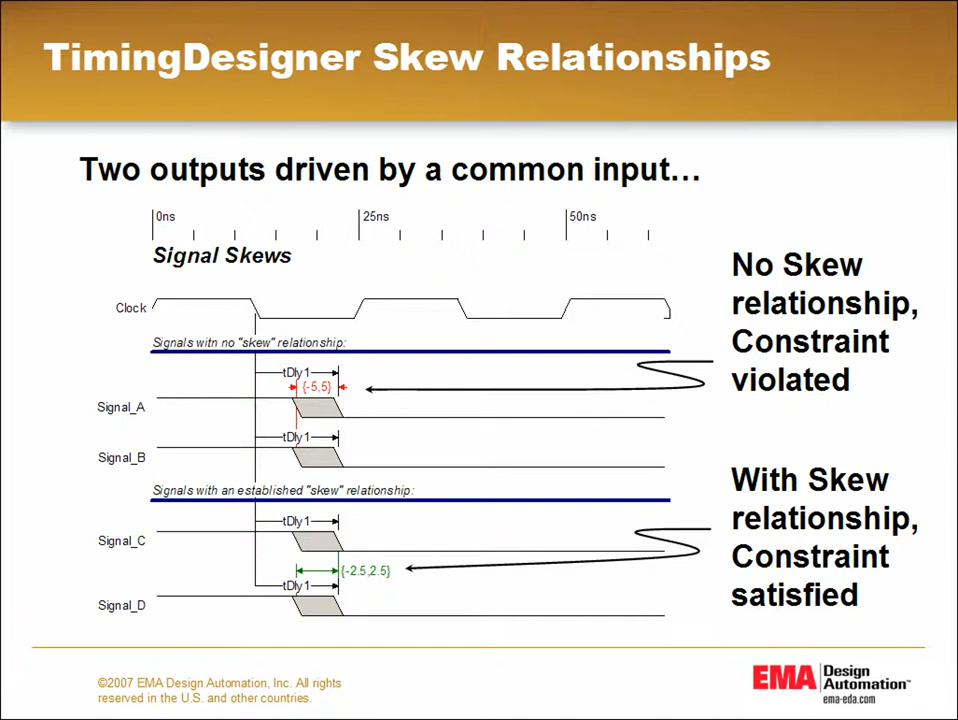 TimingDesigner Skew Relationships
Two outputs driven by a common input…
0ns 25ns 50ns
Signal Skews
Clock
Signals witn no "skew" relationship:
tDly1
{-5,5}
Signal_A
tDly1
Signal_B
Signals with an established "skew" relationship:
tDly1
Signal_C
{-2.5,2.5}
tDly1
Signal_D
No Skew
relationship,
Constraint
violated
With Skew
relationship,
Constraint
satisfied
©2007 EMA Design Automation, Inc. All rights
reserved in the U.S. and other countries.
EMA Design
Automation™
ema-eda.com